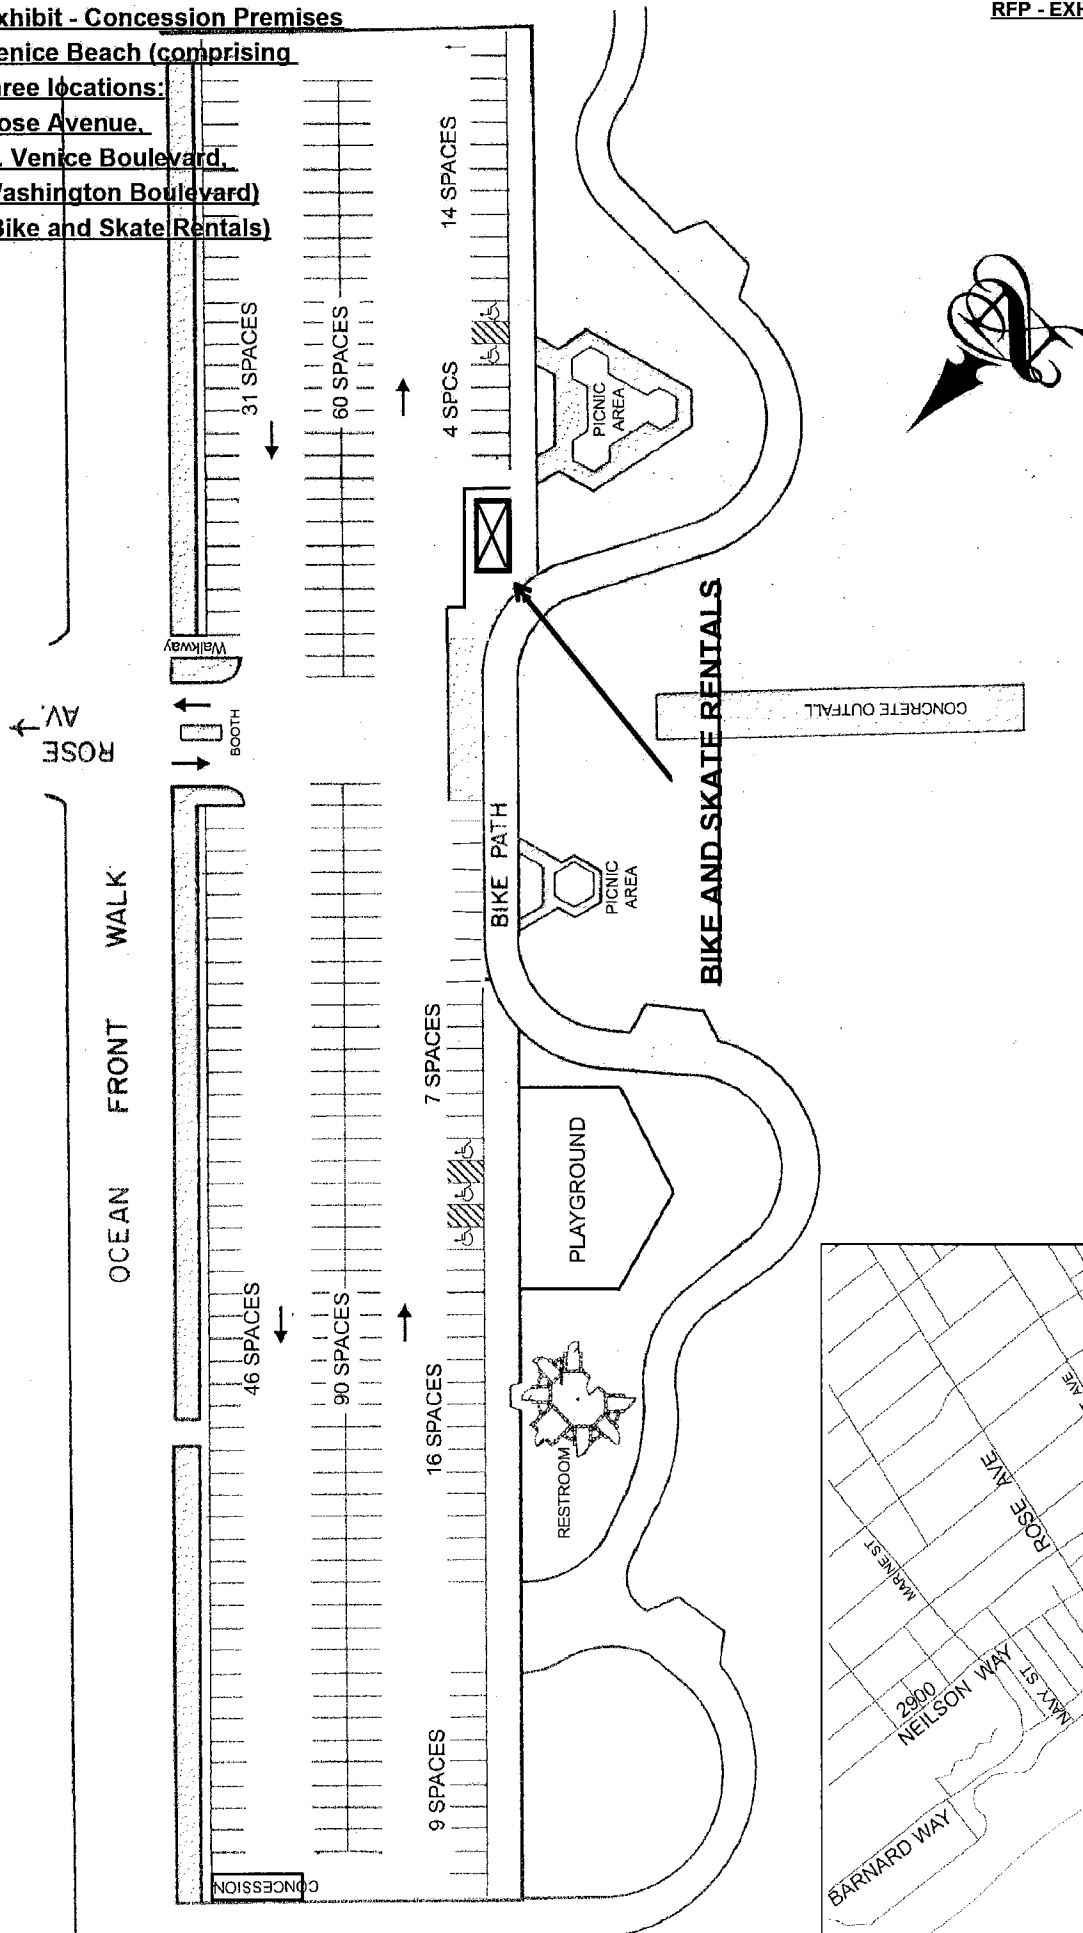 xhibit - Concession Premises
enice Beach (comprising
hree locations:
ose Avenue,
. Venice Boulevard,
Washington Boulevard)
Bike and Skate Rentals)
RFP - EXH
14 SPACES
31 SPACES
60 SPACES
4 SPCS
PICNIC
AREA
Walkway
ROSE
AV.
BOOTH
BIKE AND SKATE RENTALS
CONCRETE OUTFALL
BIKE PATH
PICNIC
AREA
OCEAN FRONT WALK
7 SPACES
PLAYGROUND
46 SPACES
90 SPACES
16 SPACES
RESTROOM
9 SPACES
CONCESSION
AVE
ROSE AVE
MARINE ST
2900
NEILSON WAY
NAVY ST
BARNARD WAY